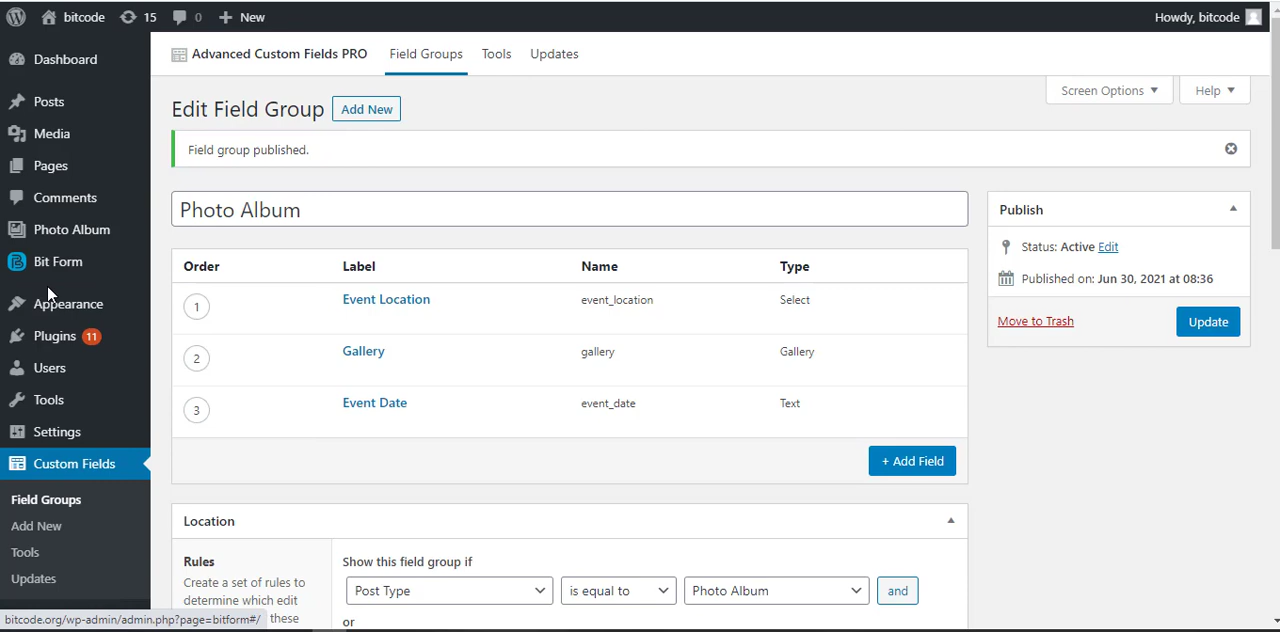 bitcode 15 0 New Howdy, bitcode
Dashboard
Posts
Media
Pages
Comments
Photo Album
Bit Form
Appearance
Plugins 11
Users
Tools
Settings
Custom Fields
Field Groups
Add New
Tools
Updates
bitcode.org/wp-admin/admin.php?page=bitform#/
Advanced Custom Fields PRO Field Groups Tools Updates
Screen Options Help
Edit Field Group Add New
Field group published.
Photo Album
Order Label Name Type
1 Event Location event_location Select
2 Gallery gallery Gallery
3 Event Date event_date Text
+ Add Field
Publish
Status: Active Edit
Published on: Jun 30, 2021 at 08:36
Move to Trash Update
Location
Rules
Create a set of rules to
determine which edit
these
Show this field group if
Post Type is equal to Photo Album and
or